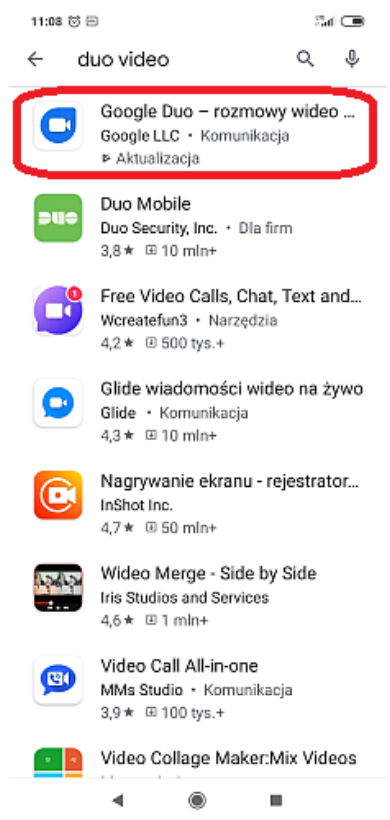 11:08
duo video
Google Duo – rozmowy wideo ...
Google LLC • Komunikacja
Aktualizacja
Duo Mobile
Duo Security, Inc. • Dla firm
3,8★ 10 mln+
Free Video Calls, Chat, Text and...
Wcreatefun3 • Narzędzia
4,2★ 500 tys.+
Glide wiadomości wideo na żywo
Glide • Komunikacja
4,3★ 10 mln+
Nagrywanie ekranu - rejestrator...
InShot Inc.
4,7★ 50 mln+
Wideo Merge - Side by Side
Iris Studios and Services
4,6★ 1 mln+
Video Call All-in-one
MMs Studio • Komunikacja
3,9★ 100 tys.+
Video Collage Maker:Mix Videos